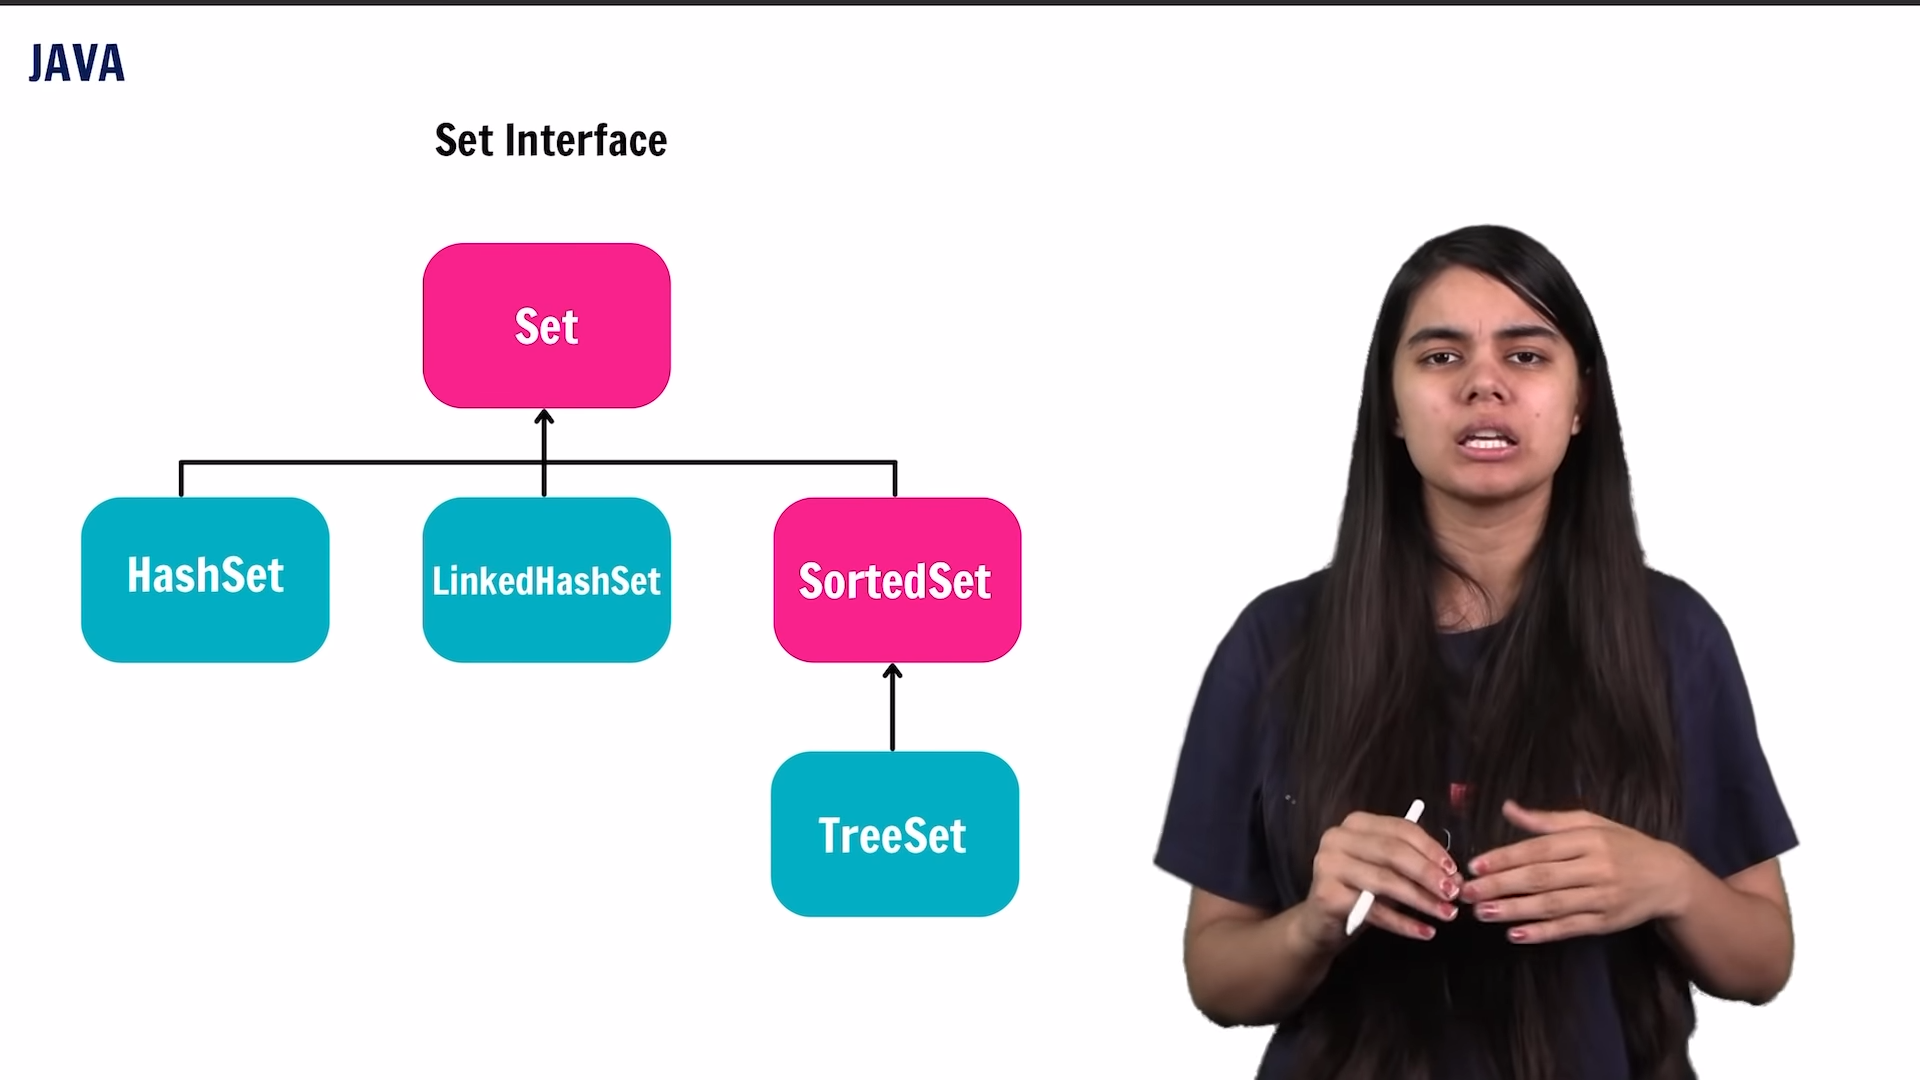 JAVA
Set Interface
Set
HashSet
LinkedHashSet
SortedSet
TreeSet